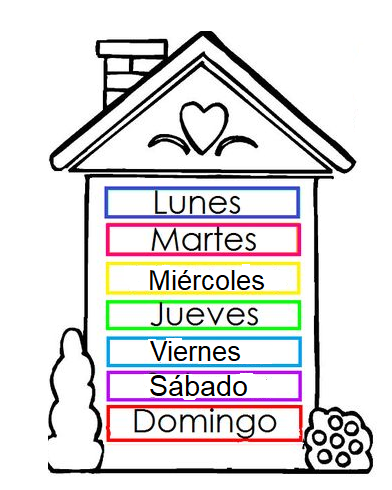 Lunes
Martes
Miércoles
Jueves
Viernes
Sábado
Domingo